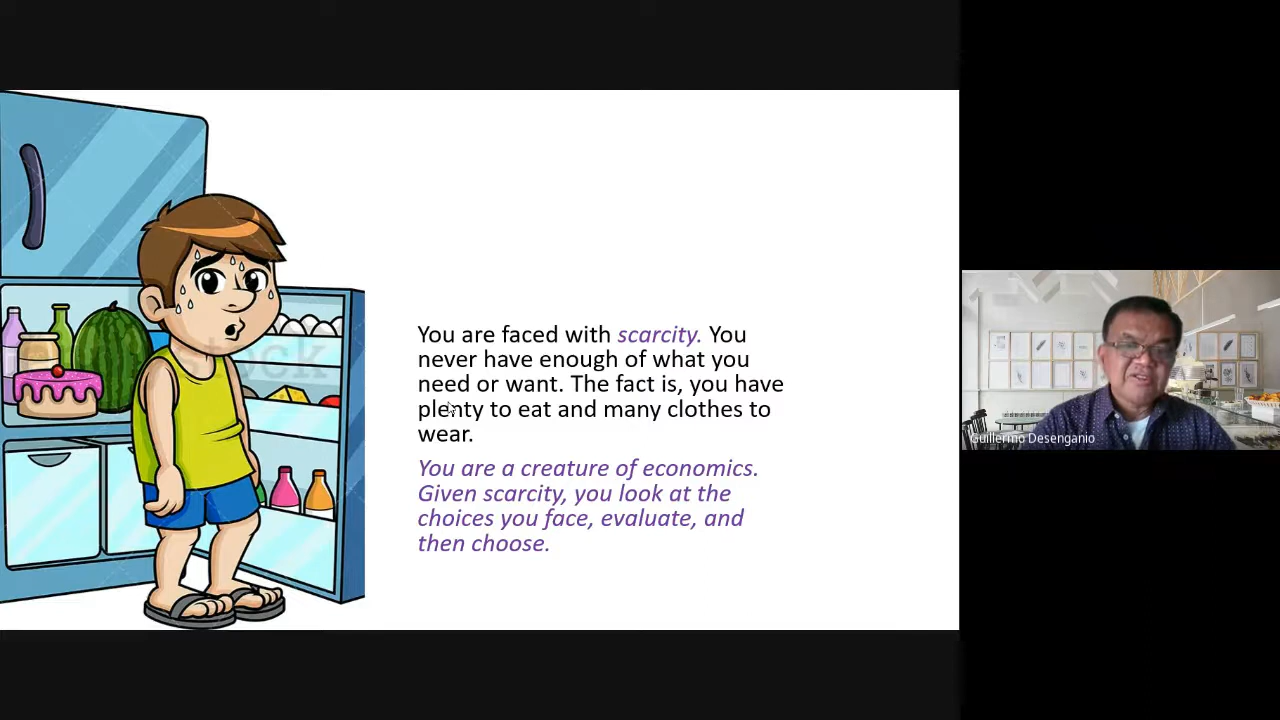 You are faced with scarcity. You
never have enough of what you
need or want. The fact is, you have
plenty to eat and many clothes to
wear.
You are a creature of economics.
Given scarcity, you look at the
choices you face, evaluate, and
then choose.
Guillermo Desenganio